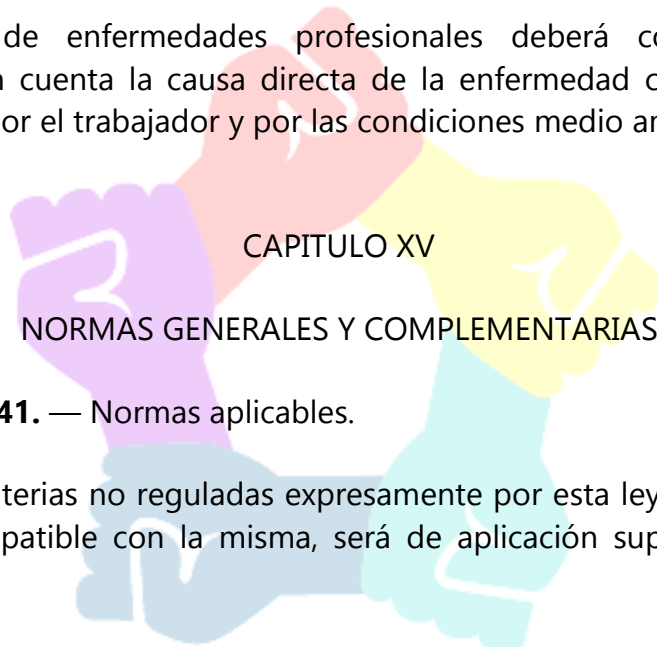 de enfermedades profesionales deberá co
cuenta la causa directa de la enfermedad
or el trabajador y por las condiciones medio
CAPITULO XV
NORMAS GENERALES Y COMPLEMENTARIAS
41. — Normas aplicables.
terias no reguladas expresamente por esta ley
patible con la misma, será de aplicación sup